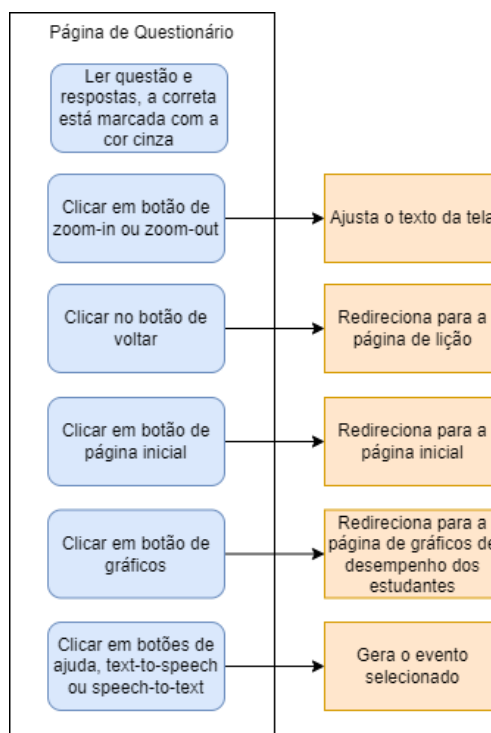 Página de Questionário
Ler questão e
respostas, a correta
está marcada com a
cor cinza
Clicar em botão de
zoom-in ou zoom-out
Ajusta o texto da tela
Clicar no botão de
voltar
Redireciona para a
página de lição
Clicar em botão de
página inicial
Redireciona para a
página inicial
Clicar em botão de
gráficos
Redireciona para a
página de gráficos de
desempenho dos
estudantes
Clicar em botões de
ajuda, text-to-speech
ou speech-to-text
Gera o evento
selecionado